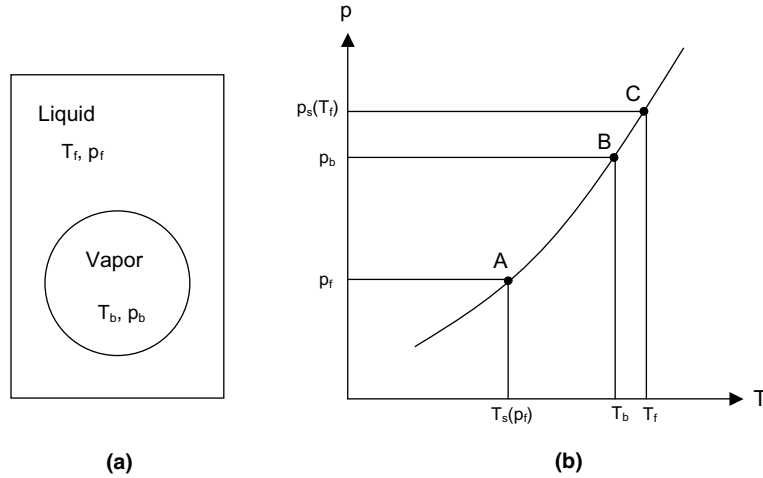 Liquid
T_f, p_f
Vapor
T_b, p_b
(a)
p
p_s(T_f)
p_b
p_f
A
B
C
T_s(p_f)
T_b
T_f
T
(b)